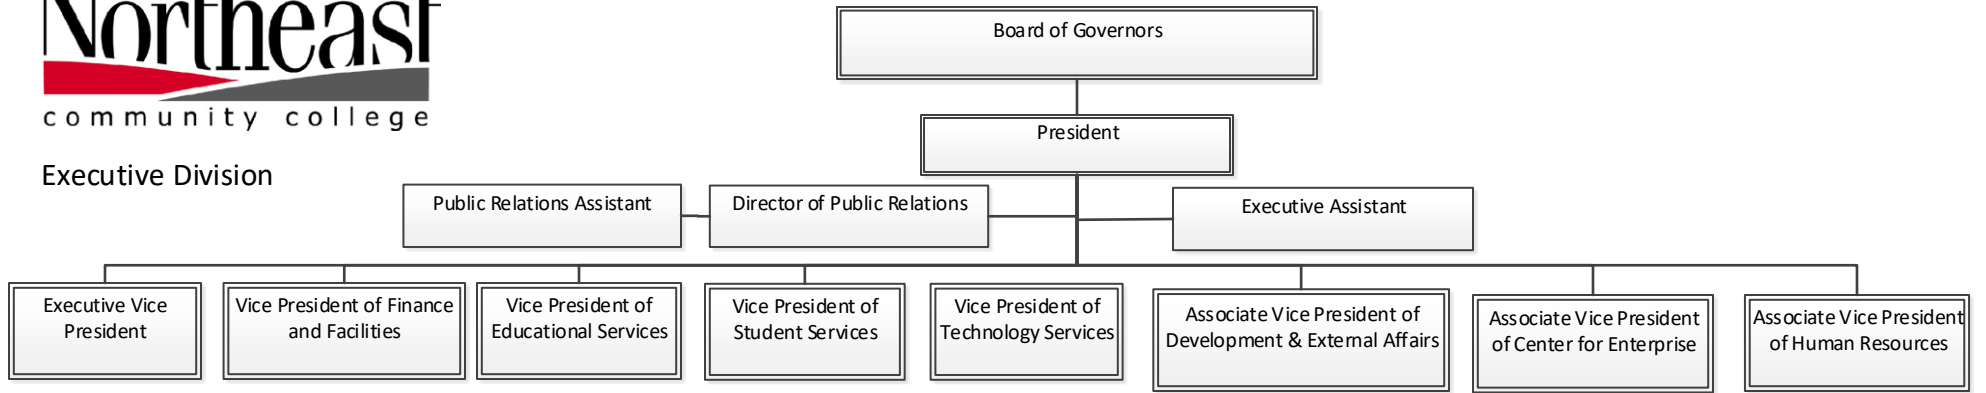 Northeast
community college
Executive Division
Board of Governors
President
Public Relations Assistant
Director of Public Relations
Executive Assistant
Executive Vice
President
Vice President of Finance
and Facilities
Vice President of
Educational Services
Vice President of
Student Services
Vice President of
Technology Services
Associate Vice President of
Development & External Affairs
Associate Vice President
of Center for Enterprise
Associate Vice President
of Human Resources